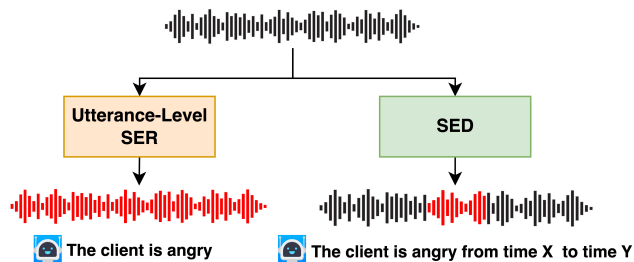 Utterance-Level
SER
SED
The client is angry
The client is angry from time X to time Y